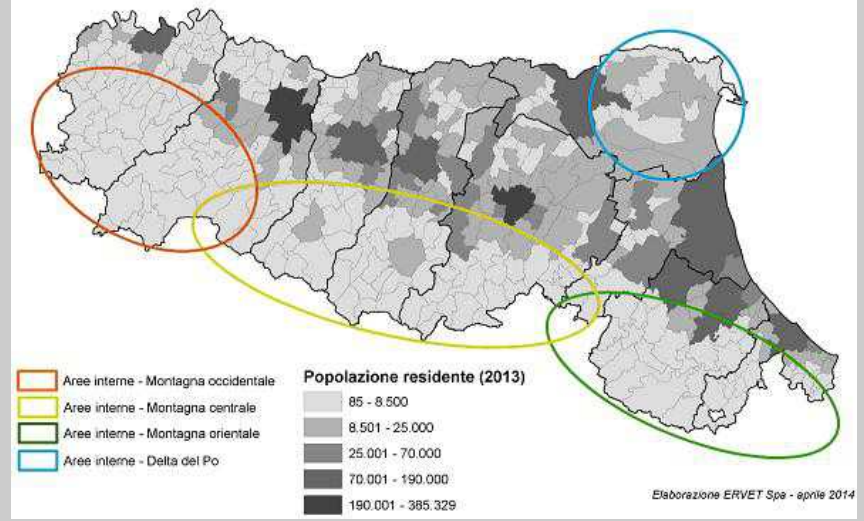 Aree interne - Montagna occidentale
Aree interne - Montagna centrale
Aree interne - Montagna orientale
Aree interne - Delta del Po
Popolazione residente (2013)
85 - 8.500
8.501 - 25.000
25.001 - 70.000
70.001 - 190.000
190.001 - 385.329
Elaborazione ERVET Spa - aprile 2014